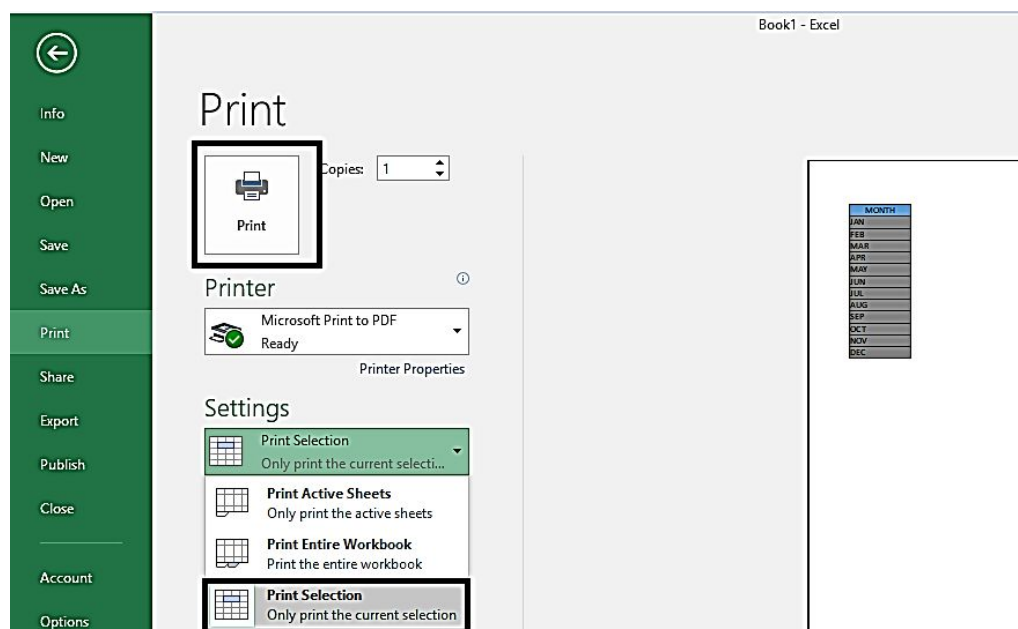 Book1 - Excel
Info
New
Open
Save
Save As
Print
Share
Export
Publish
Close
Account
Options
Print
Print
Copies: 1
Printer
Microsoft Print to PDF
Ready
Printer Properties
Settings
Print Selection
Only print the current selecti...
Print Active Sheets
Only print the active sheets
Print Entire Workbook
Print the entire workbook
Print Selection
Only print the current selection
MONTH
JAN
FEB
MAR
APR
MAY
JUN
JUL
AUG
SEP
OCT
NOV
DEC